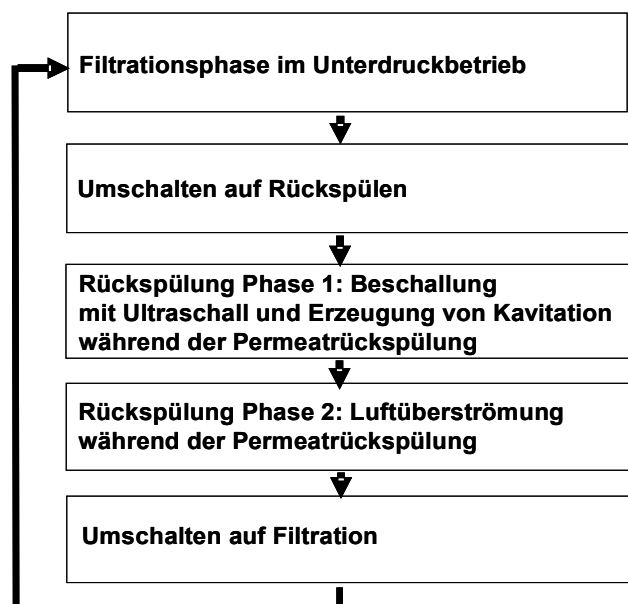 Filtrationsphase im Unterdruckbetrieb
Umschalten auf Rückspülen
Rückspülung Phase 1: Beschallung
mit Ultraschall und Erzeugung von Kavitation
während der Permeatrückspülung
Rückspülung Phase 2: Luftüberströmung
während der Permeatrückspülung
Umschalten auf Filtration